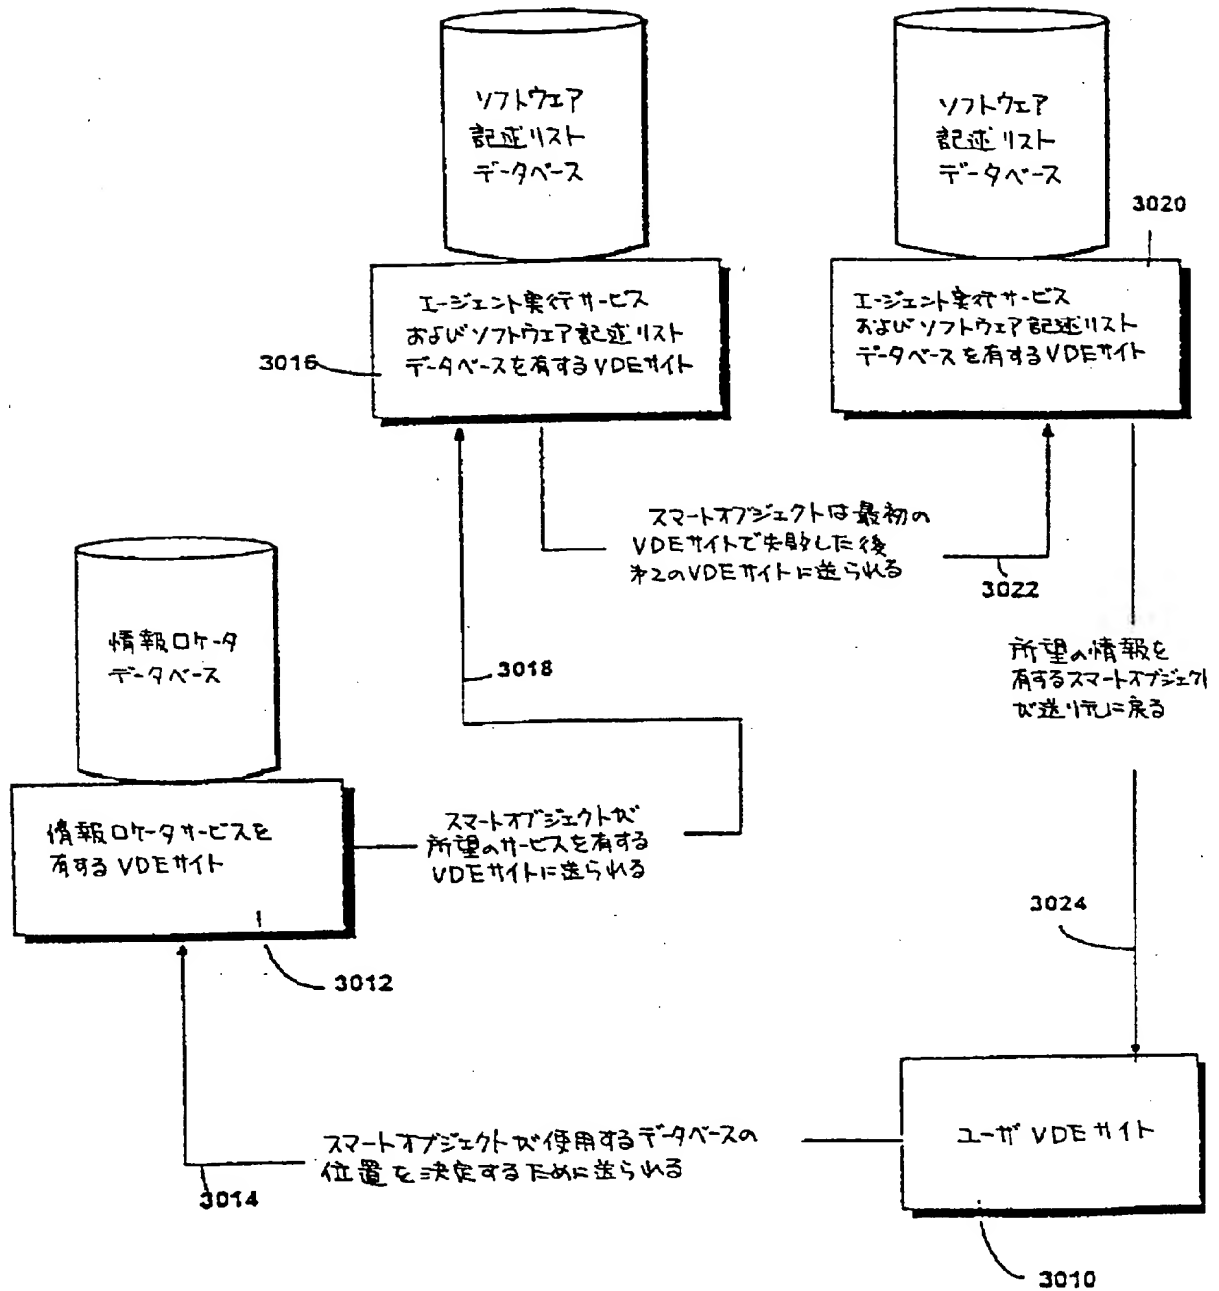 ソフトウェア
記述リスト
データベース
ソフトウェア
記述リスト
データベース
3020
エージェント実行サービス
およびソフトウェア記述リスト
データベースを有するVDEサイト
3016
エージェント実行サービス
およびソフトウェア記述リスト
データベースを有するVDEサイト
スマートオブジェクトは最初の
VDEサイトで失敗した後
第2のVDEサイトに送られる
3022
情報ロケータ
データベース
3018
所望の情報を
有するスマートオブジェクト
が送り元に戻る
情報ロケータサービスを
有するVDEサイト
スマートオブジェクトが
所望のサービスを有する
VDEサイトに送られる
3012
3024
スマートオブジェクトが使用するデータベースの
位置を決定するために送られる
3014
ユーザVDEサイト
3010